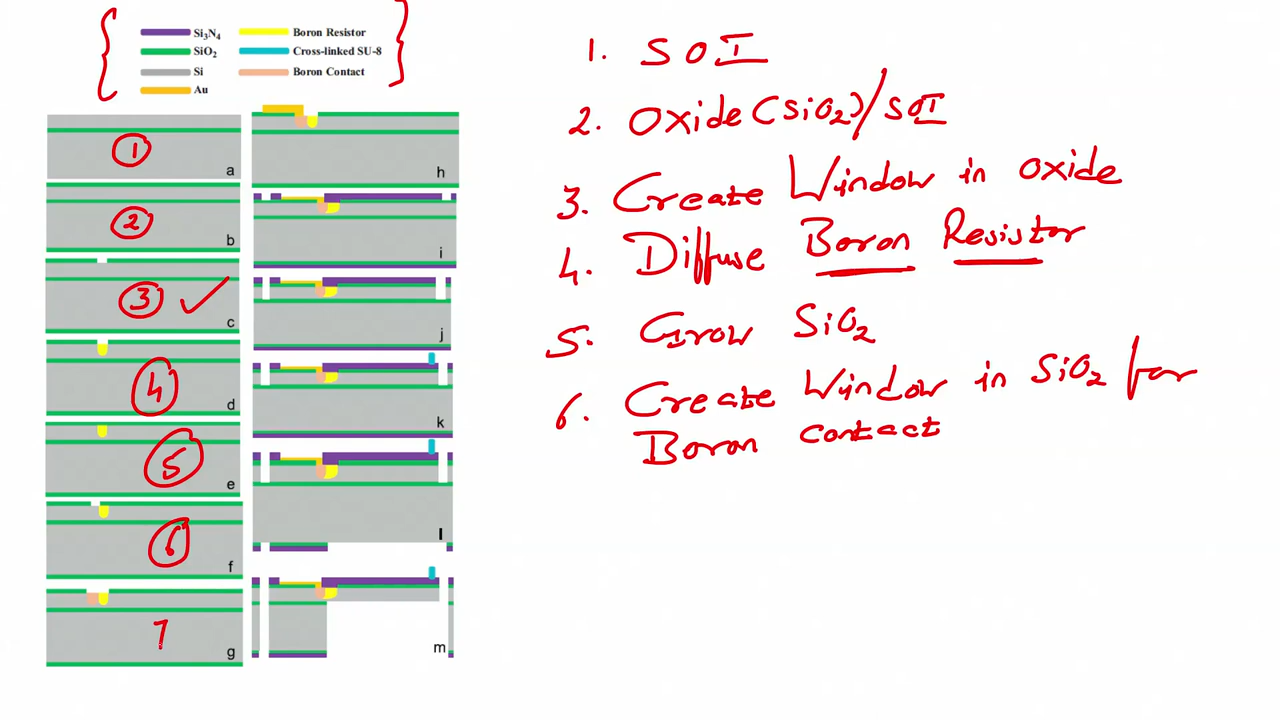 Si₃N₄ Boron Resistor
SiO₂ Cross-linked SU-8
Si Boron Contact
Au
1 a
2 b
3 ✓ c
4 d
5 e
6 f
7 g
h
i
j
k
l
m
1. SOI
2. Oxide (SiO₂)/SOI
3. Create Window in oxide
4. Diffuse Boron Resistor
5. Grow SiO₂
6. Create Window in SiO₂ for
Boron contact